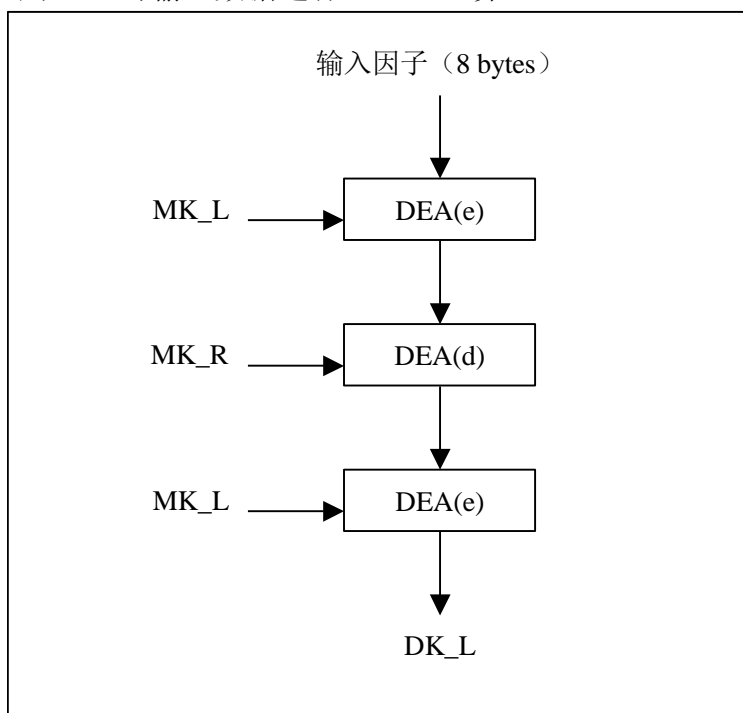 输入因子（8 bytes）
MK_L
DEA(e)
MK_R
DEA(d)
MK_L
DEA(e)
DK_L